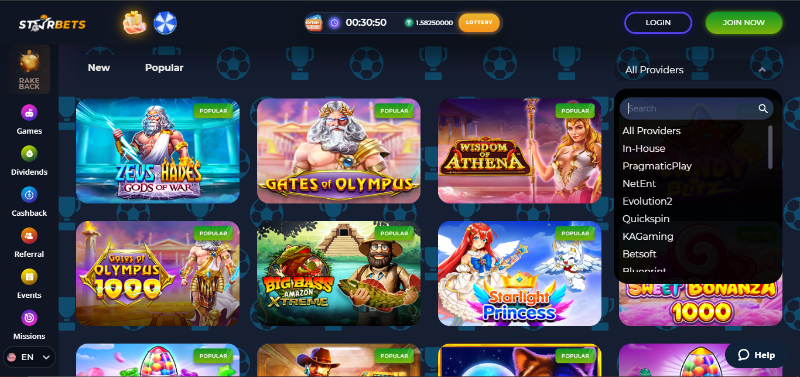 STARBETS
00:30:50
1.58250000
LOTTERY
LOGIN
JOIN NOW
RAKE
BACK
Games
Dividends
Cashback
Referral
Events
Missions
EN
New
Popular
All Providers
Search
All Providers
In-House
PragmaticPlay
NetEnt
Evolution2
Quickspin
KAGaming
Betsoft
Blueprint
POPULAR
ZEUS VS HADES
GODS OF WAR
POPULAR
GATES OF OLYMPUS
POPULAR
WISDOM
OF
ATHENA
POPULAR
Gates of
OLYMPUS
1000
POPULAR
BIG BASS
AMAZON
XTREME
POPULAR
Starlight
Princess
SWEET BONANZA
1000
POPULAR
POPULAR
POPULAR
POPULAR
Help